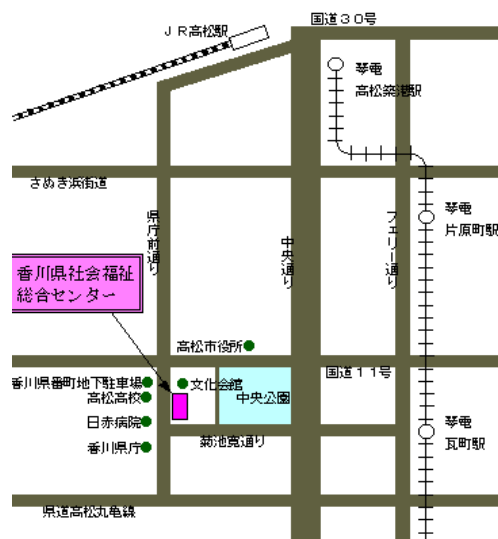 国道３０号
ＪＲ高松駅
琴電
高松築港駅
さぬき浜街道
県庁前通り
中央通り
フェリー通り
琴電
片原町駅
香川県社会福祉
総合センター
高松市役所
国道１１号
香川県番町地下駐車場
文化会館
高松高校
中央公園
日赤病院
菊池寛通り
香川県庁
琴電
瓦町駅
県道高松丸亀線